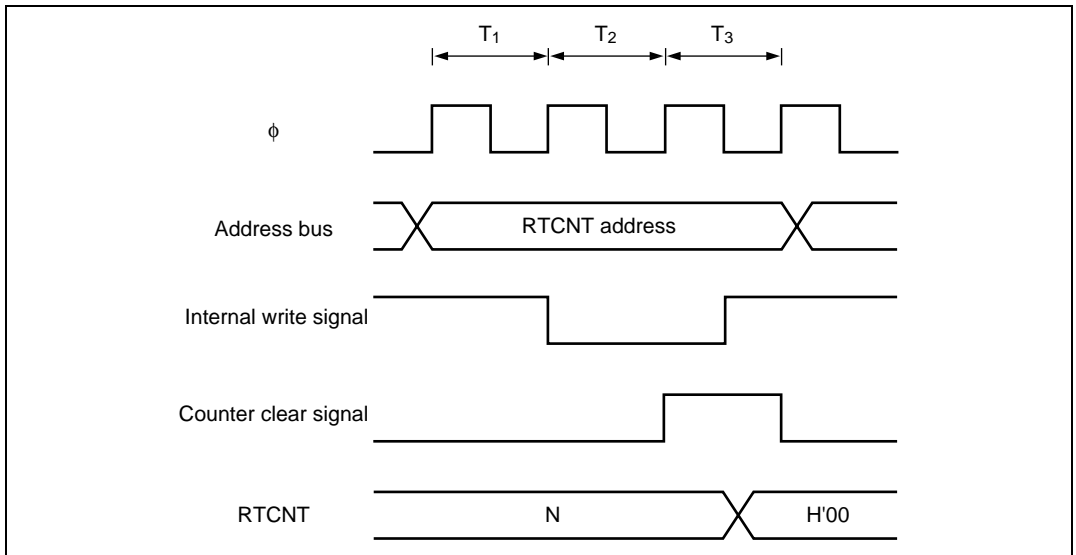 T1 T2 T3
φ
Address bus
RTCNT address
Internal write signal
Counter clear signal
RTCNT
N
H'00